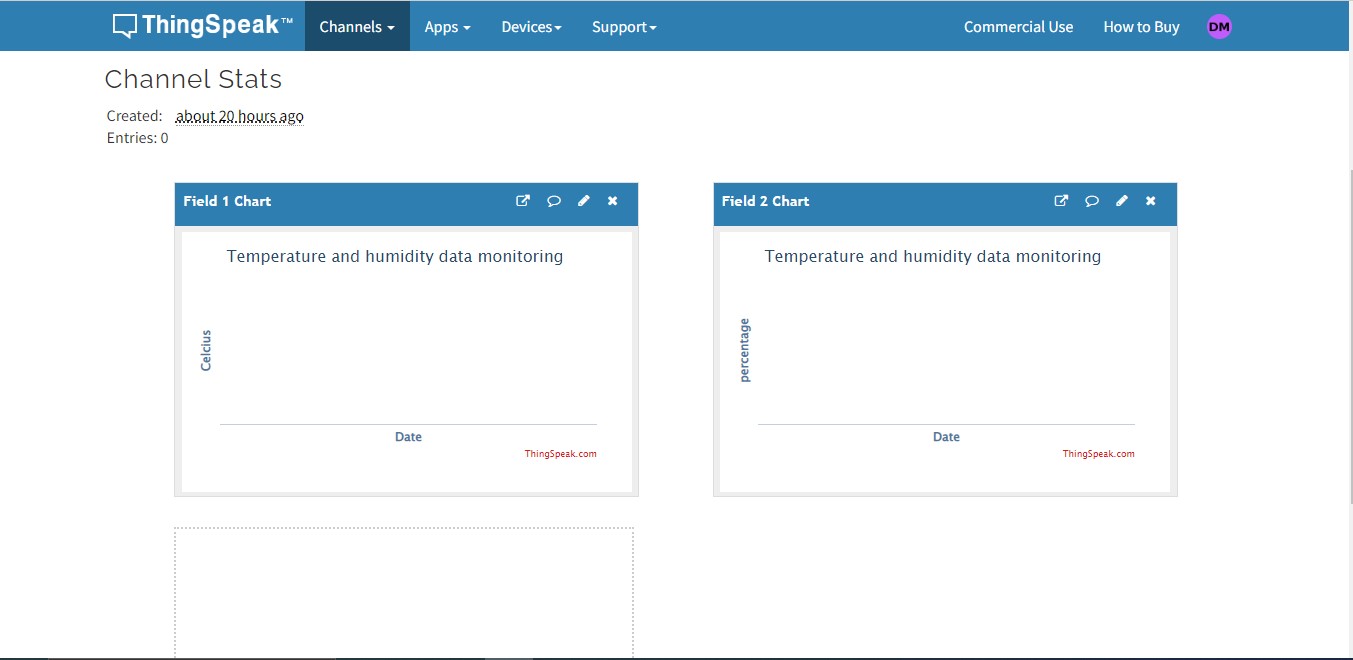 ThingSpeak™ Channels Apps Devices Support Commercial Use How to Buy DM
Channel Stats
Created: about 20 hours ago
Entries: 0
Field 1 Chart
Temperature and humidity data monitoring
Celcius
Date
ThingSpeak.com
Field 2 Chart
Temperature and humidity data monitoring
percentage
Date
ThingSpeak.com